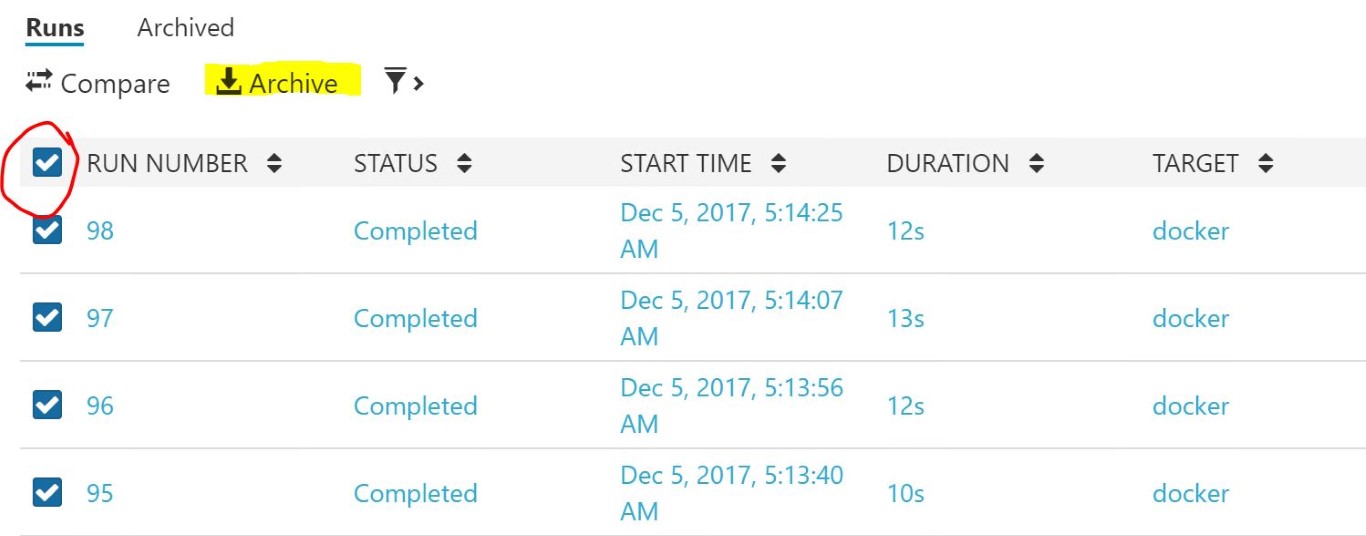 Runs Archived
Compare Archive
RUN NUMBER STATUS START TIME DURATION TARGET
98 Completed Dec 5, 2017, 5:14:25 AM 12s docker
97 Completed Dec 5, 2017, 5:14:07 AM 13s docker
96 Completed Dec 5, 2017, 5:13:56 AM 12s docker
95 Completed Dec 5, 2017, 5:13:40 AM 10s docker